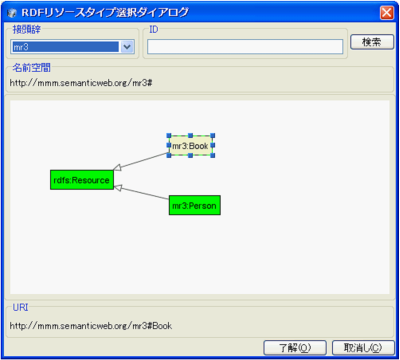 RDFリソースタイプ選択ダイアログ
接頭辞
ID
mr3
検索
名前空間
http://mmm.semanticweb.org/mr3#
mr3:Book
rdfs:Resource
mr3:Person
URI
http://mmm.semanticweb.org/mr3#Book
了解(O)
取消し(C)